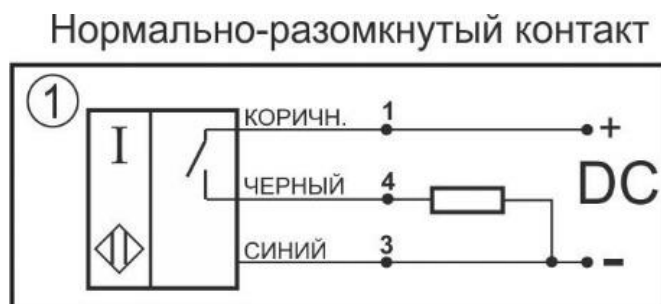 Нормально-разомкнутый контакт
1
I
КОРИЧН. 1 +
ЧЕРНЫЙ 4 DC
СИНИЙ 3 -